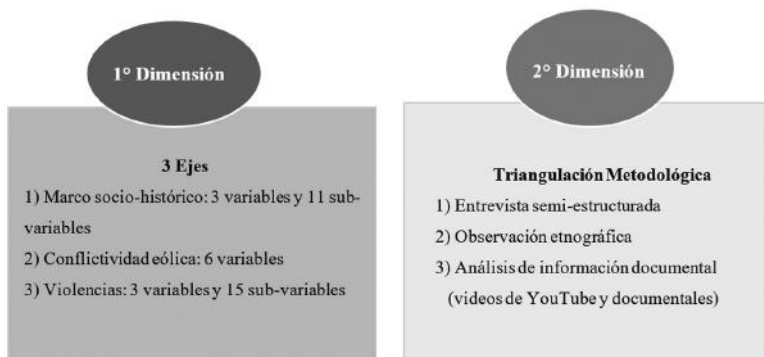 1° Dimensión
3 Ejes
1) Marco socio-histórico: 3 variables y 11 sub-
variables
2) Conflictividad eólica: 6 variables
3) Violencias: 3 variables y 15 sub-variables
2° Dimensión
Triangulación Metodológica
1) Entrevista semi-estructurada
2) Observación etnográfica
3) Análisis de información documental
(videos de YouTube y documentales)